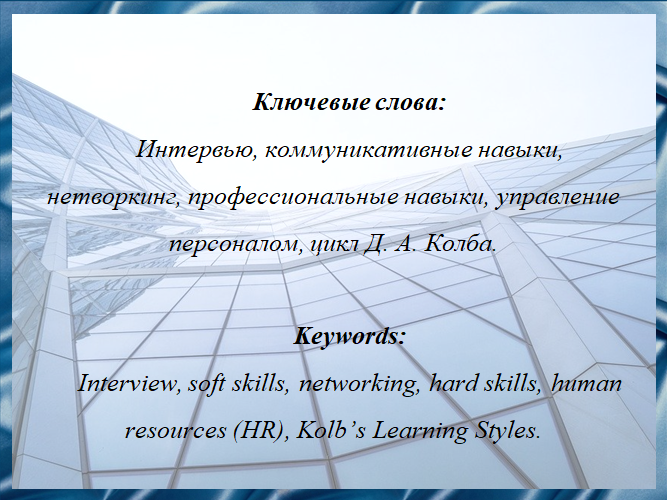 Ключевые слова:
Интервью, коммуникативные навыки,
нетворкинг, профессиональные навыки, управление
персоналом, цикл Д. А. Колба.
Keywords:
Interview, soft skills, networking, hard skills, human
resources (HR), Kolb’s Learning Styles.